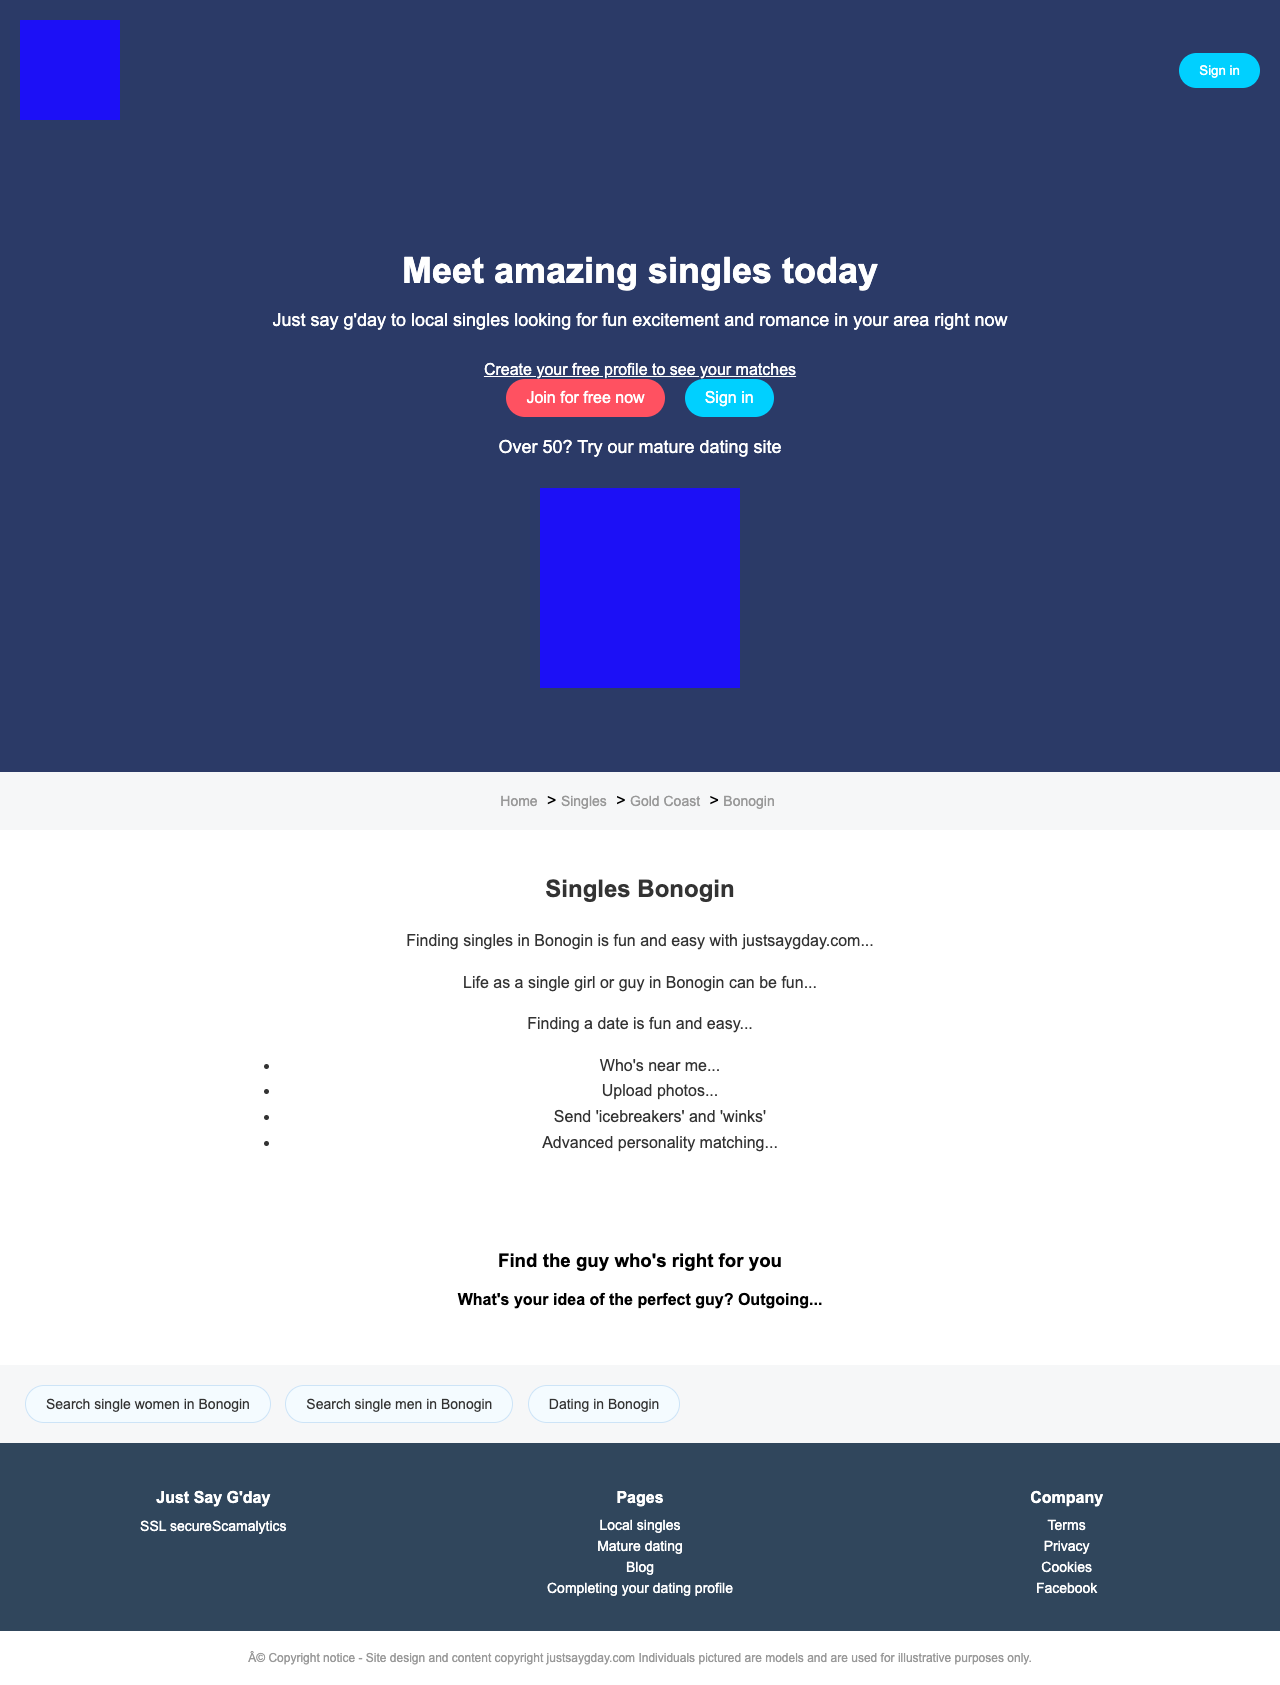 Sign in
Meet amazing singles today
Just say g'day to local singles looking for fun excitement and romance in your area right now
Create your free profile to see your matches
Join for free now Sign in
Over 50? Try our mature dating site
Home > Singles > Gold Coast > Bonogin
Singles Bonogin
Finding singles in Bonogin is fun and easy with justsaygday.com...
Life as a single girl or guy in Bonogin can be fun...
Finding a date is fun and easy...
• Who's near me...
• Upload photos...
• Send 'icebreakers' and 'winks'
• Advanced personality matching...
Find the guy who's right for you
What's your idea of the perfect guy? Outgoing...
Search single women in Bonogin Search single men in Bonogin Dating in Bonogin
Just Say G'day
SSL secureScamalytics
Pages
Local singles
Mature dating
Blog
Completing your dating profile
Company
Terms
Privacy
Cookies
Facebook
Â© Copyright notice - Site design and content copyright justsaygday.com Individuals pictured are models and are used for illustrative purposes only.